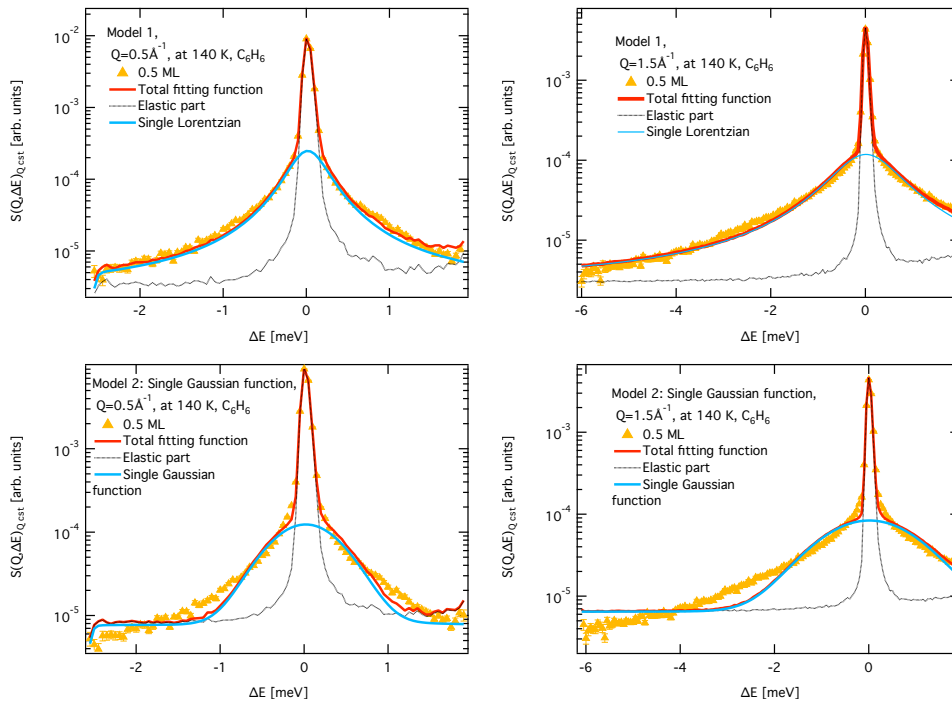 Model 1,
Q=0.5Å⁻¹, at 140 K, C₆H₆
0.5 ML
Total fitting function
Elastic part
Single Lorentzian
S(Q,ΔE)Q cst [arb. units]
10⁻²
10⁻³
10⁻⁴
10⁻⁵
-2 -1 0 1
ΔE [meV]
Model 1,
Q=1.5Å⁻¹, at 140 K, C₆H₆
0.5 ML
Total fitting function
Elastic part
Single Lorentzian
S(Q,ΔE)Q cst [arb. units]
10⁻³
10⁻⁴
10⁻⁵
-6 -4 -2 0
ΔE [meV]
Model 2: Single Gaussian function,
Q=0.5Å⁻¹, at 140 K, C₆H₆
0.5 ML
Total fitting function
Elastic part
Single Gaussian
function
S(Q,ΔE)Q cst [arb. units]
10⁻³
10⁻⁴
10⁻⁵
-2 -1 0 1
ΔE [meV]
Model 2: Single Gaussian function,
Q=1.5Å⁻¹, at 140 K, C₆H₆
0.5 ML
Total fitting function
Elastic part
Single Gaussian
function
S(Q,ΔE)Q cst [arb. units]
10⁻³
10⁻⁴
10⁻⁵
-6 -4 -2 0
ΔE [meV]